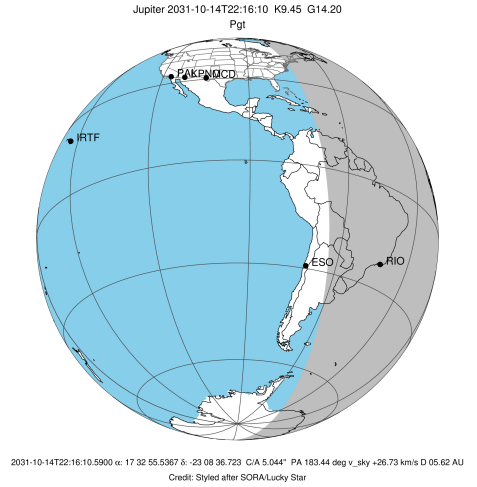 Jupiter 2031-10-14T22:16:10 K9.45 G14.20
Pgt
KPNO
MCD
IRTF
ESO
RIO
2031-10-14T22:16:10.5900 α: 17 32 55.5367 δ: -23 08 36.723 C/A 5.044" PA 183.44 deg v_sky +26.73 km/s D 05.62 AU
Credit: Styled after SORA/Lucky Star